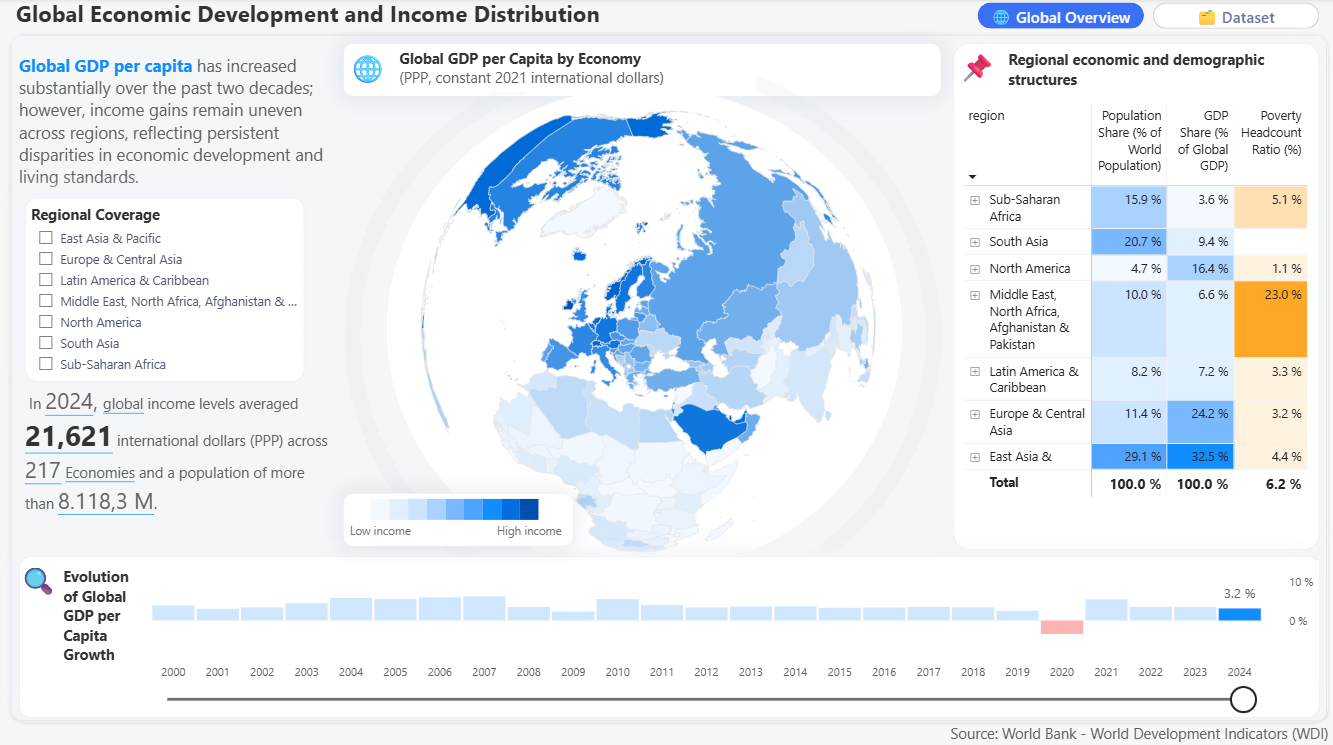 Global Economic Development and Income Distribution
Global Overview
Dataset
Global GDP per capita has increased
substantially over the past two decades;
however, income gains remain uneven
across regions, reflecting persistent
disparities in economic development and
living standards.
Regional Coverage
East Asia & Pacific
Europe & Central Asia
Latin America & Caribbean
Middle East, North Africa, Afghanistan & ...
North America
South Asia
Sub-Saharan Africa
In 2024, global income levels averaged
21,621 international dollars (PPP) across
217 Economies and a population of more
than 8.118,3 M.
Global GDP per Capita by Economy
(PPP, constant 2021 international dollars)
Low income High income
Regional economic and demographic
structures
region
Population
Share (% of
World
Population)
GDP
Share (%
of Global
GDP)
Poverty
Headcount
Ratio (%)
Sub-Saharan 15.9 % 3.6 % 5.1 %
Africa
South Asia 20.7 % 9.4 %
North America 4.7 % 16.4 % 1.1 %
Middle East, 10.0 % 6.6 % 23.0 %
North Africa,
Afghanistan &
Pakistan
Latin America & 8.2 % 7.2 % 3.3 %
Caribbean
Europe & Central 11.4 % 24.2 % 3.2 %
Asia
East Asia & 29.1 % 32.5 % 4.4 %
Total 100.0 % 100.0 % 6.2 %
Evolution
of Global
GDP per
Capita
Growth
10 %
3.2 %
0 %
2000 2001 2002 2003 2004 2005 2006 2007 2008 2009 2010 2011 2012 2013 2014 2015 2016 2017 2018 2019 2020 2021 2022 2023 2024
Source: World Bank - World Development Indicators (WDI)